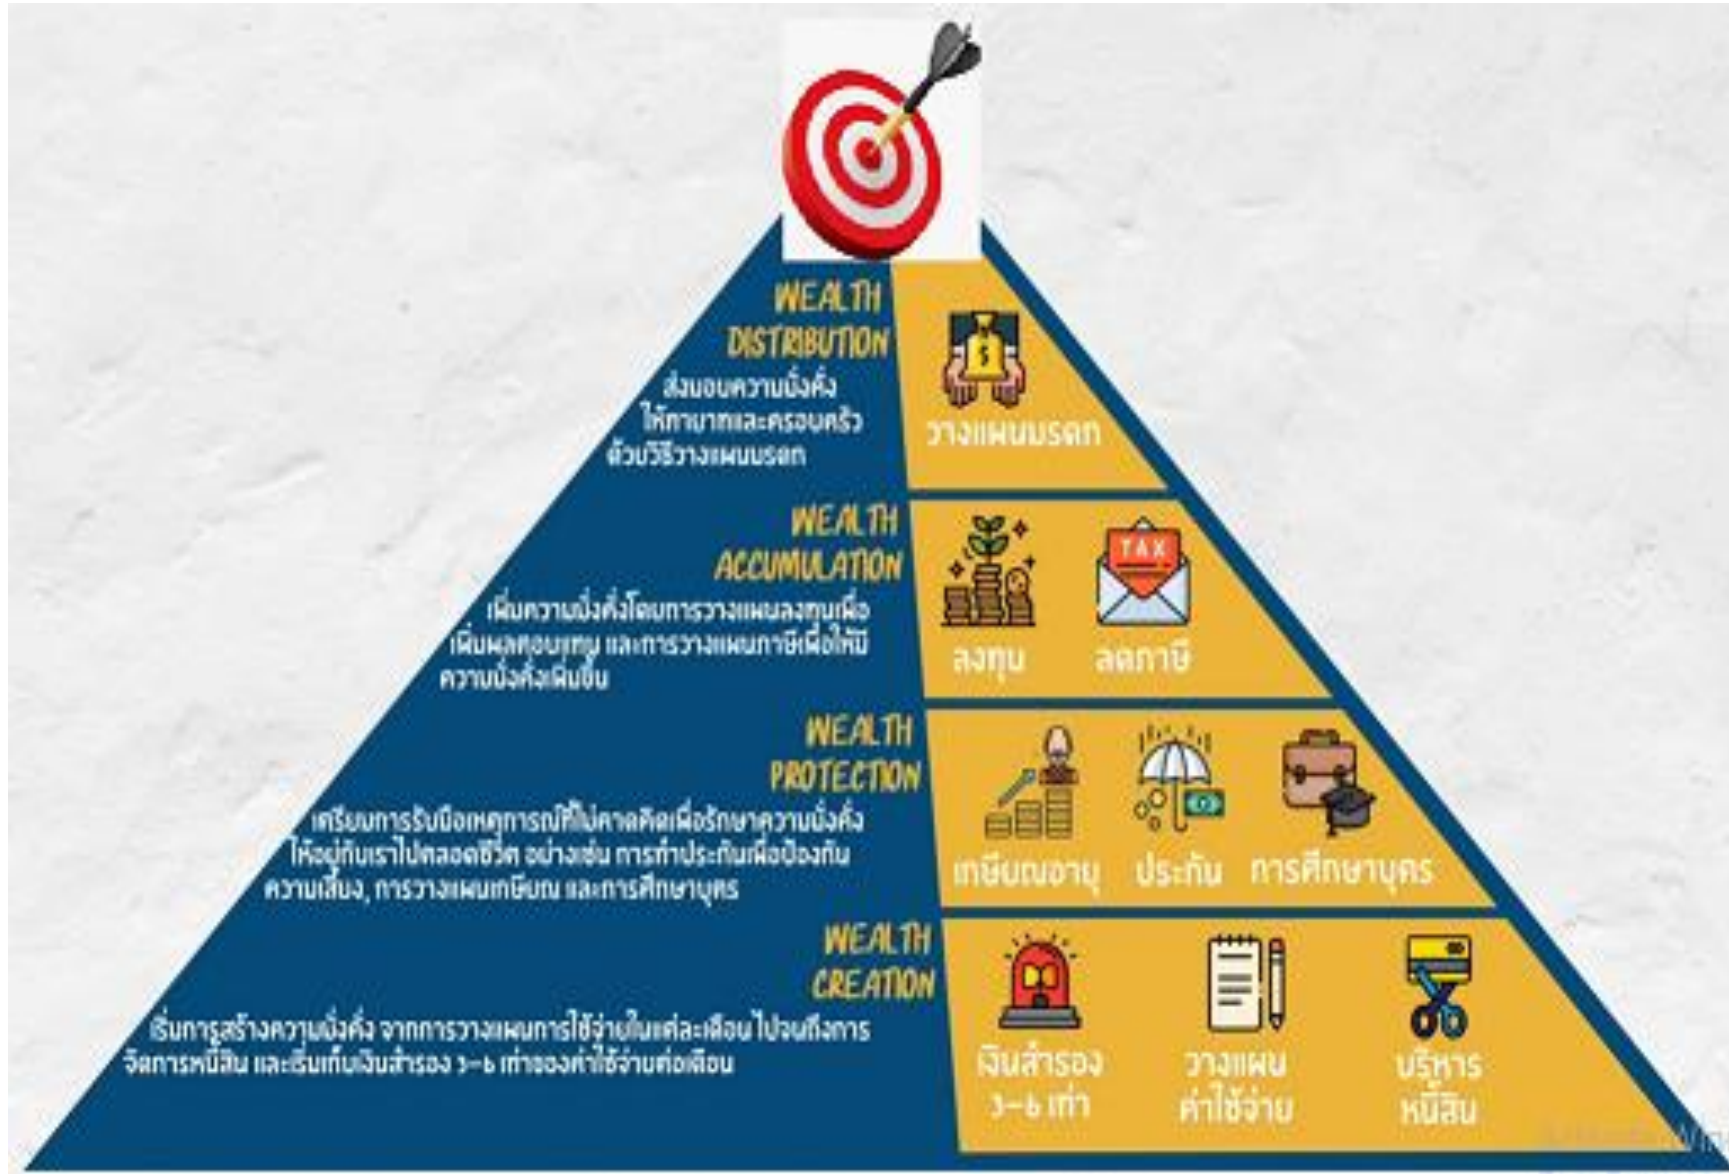 WEALTH
DISTRIBUTION
ส่งมอบความมั่งคั่ง
ให้ทายาทและครอบครัว
ด้วยวิธีวางแผนมรดก
วางแผนมรดก
WEALTH
ACCUMULATION
เพิ่มความมั่งคั่งโดยการวางแผนลงทุนเพื่อ
เพิ่มผลตอบแทน และการวางแผนภาษีเพื่อให้มี
ความมั่งคั่งเพิ่มขึ้น
TAX
ลงทุน
ลดภาษี
WEALTH
PROTECTION
เตรียมการรับมือเหตุการณ์ที่ไม่คาดคิดเพื่อรักษาความมั่งคั่ง
ให้อยู่กับเราไปตลอดชีวิต อย่างเช่น การทำประกันเพื่อป้องกัน
ความเสี่ยง, การวางแผนเกษียณ และการศึกษาบุตร
เกษียณอายุ
ประกัน
การศึกษาบุตร
WEALTH
CREATION
เริ่มการสร้างความมั่งคั่ง จากการวางแผนการใช้จ่ายในแต่ละเดือน ไปจนถึงการ
จัดการหนี้สิน และเริ่มเก็บเงินสำรอง 3-6 เท่าของค่าใช้จ่ายต่อเดือน
เงินสำรอง
3-6 เท่า
วางแผน
ค่าใช้จ่าย
บริหาร
หนี้สิน